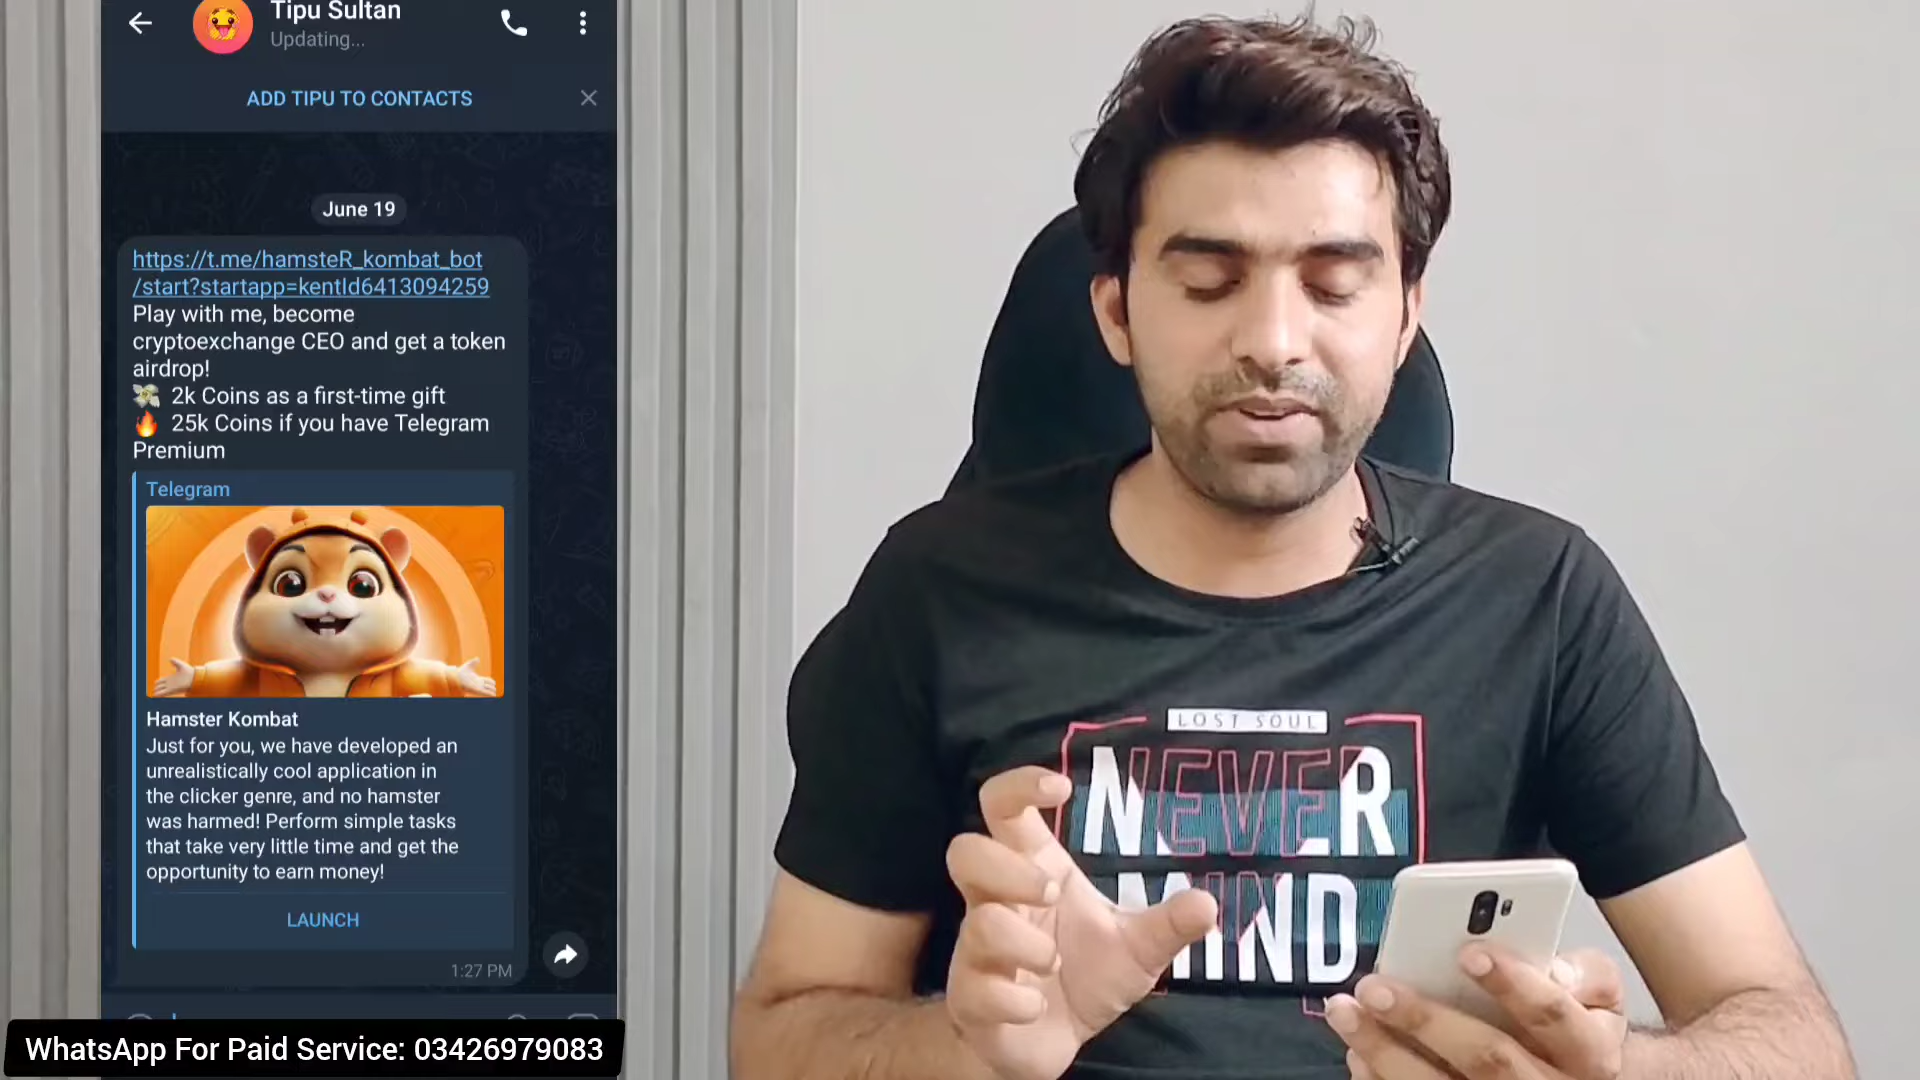 Tipu Sultan
Updating...
ADD TIPU TO CONTACTS
June 19
https://t.me/hamsteR_kombat_bot
/start?startapp=kentId6413094259
Play with me, become
cryptoexchange CEO and get a token
airdrop!
💸 2k Coins as a first-time gift
🔥 25k Coins if you have Telegram
Premium
Telegram
Hamster Kombat
Just for you, we have developed an
unrealistically cool application in
the clicker genre, and no hamster
was harmed! Perform simple tasks
that take very little time and get the
opportunity to earn money!
LAUNCH
1:27 PM
WhatsApp For Paid Service: 03426979083
LOST SOUL
NEVER
MIND